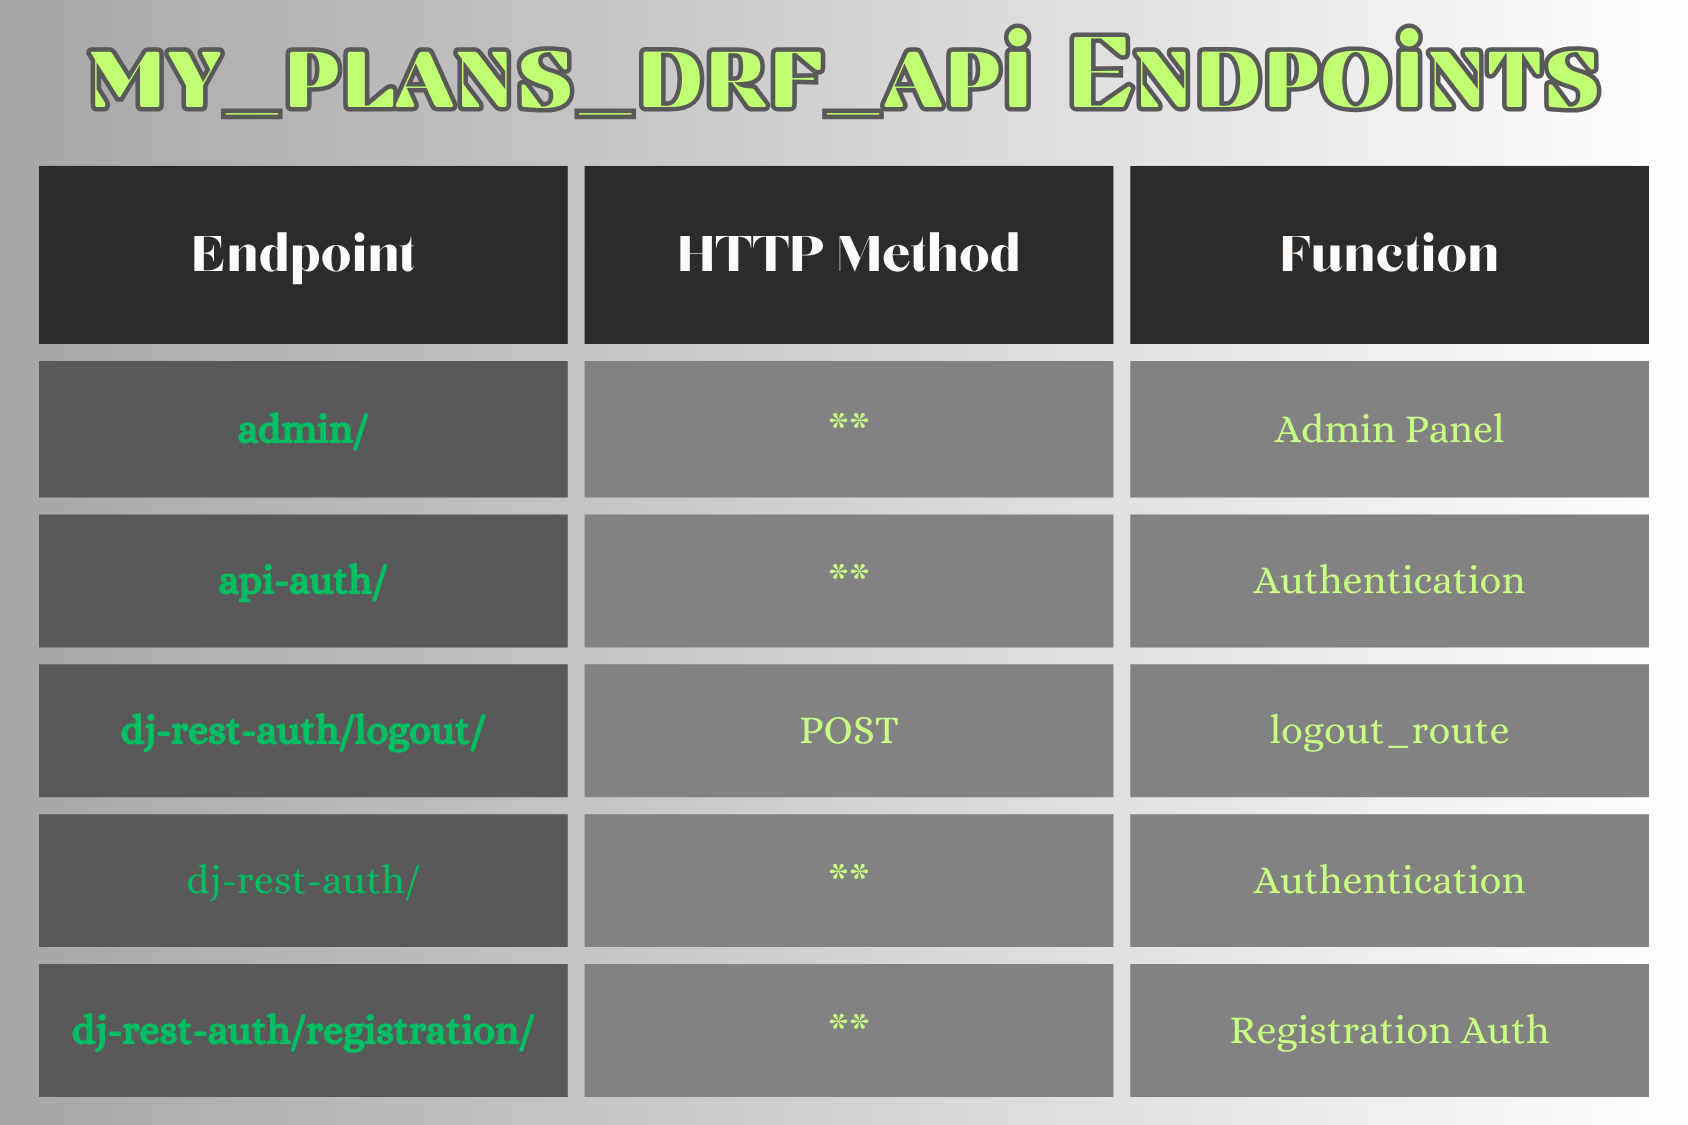 my_plans_drf_api Endpoints
Endpoint HTTP Method Function
admin/ ** Admin Panel
api-auth/ ** Authentication
dj-rest-auth/logout/ POST logout_route
dj-rest-auth/ ** Authentication
dj-rest-auth/registration/ ** Registration Auth